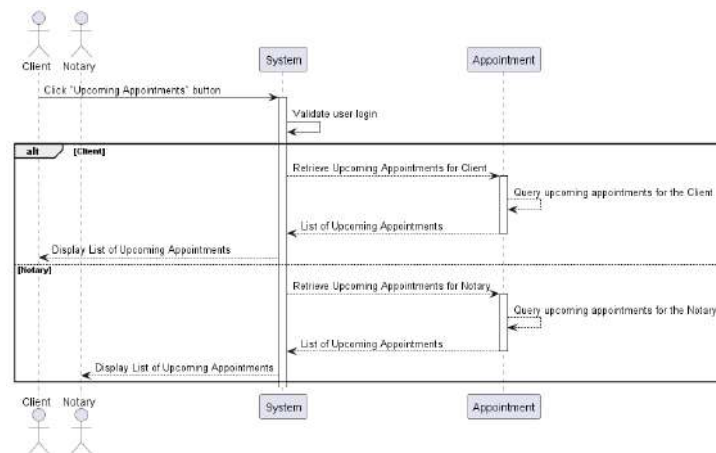 Client Notary System Appointment
Click "Upcoming Appointments" button
Validate user login
alt [Client]
Retrieve Upcoming Appointments for Client
Query upcoming appointments for the Client
List of Upcoming Appointments
Display List of Upcoming Appointments
[Notary]
Retrieve Upcoming Appointments for Notary
Query upcoming appointments for the Notary
List of Upcoming Appointments
Display List of Upcoming Appointments
Client Notary System Appointment